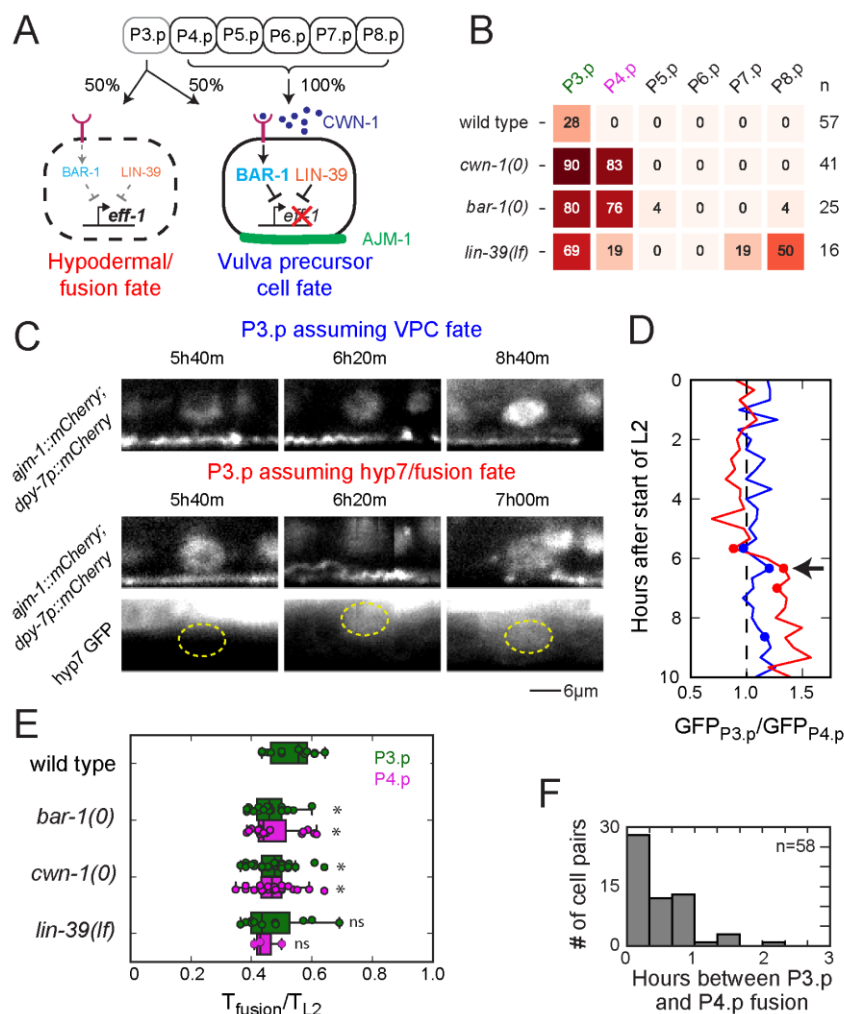 A
P3.p P4.p P5.p P6.p P7.p P8.p
50% 50% 100%
CWN-1
BAR-1 LIN-39
BAR-1 LIN-39
eff-1
eff-1
AJM-1
Hypodermal/
fusion fate
Vulva precursor
cell fate
B
P3.p P4.p P5.p P6.p P7.p P8.p n
wild type - 28 0 0 0 0 0 57
cwn-1(0) - 90 83 0 0 0 0 41
bar-1(0) - 80 76 4 0 0 4 25
lin-39(lf) - 69 19 0 0 19 50 16
C
P3.p assuming VPC fate
5h40m 6h20m 8h40m
ajm-1::mCherry;
dpy-7p::mCherry
P3.p assuming hyp7/fusion fate
5h40m 6h20m 7h00m
ajm-1::mCherry;
dpy-7p::mCherry
hyp7 GFP
6μm
D
Hours after start of L2
0
2
4
6
8
10
0.5 1.0 1.5
GFPP3.p/GFPP4.p
E
wild type
bar-1(0)
cwn-1(0)
lin-39(lf)
P3.p
P4.p
*
*
*
*
ns
ns
0 0.2 0.4 0.6 0.8 1.0
Tfusion/TL2
F
# of cell pairs
30
15
0
n=58
0 1 2 3
Hours between P3.p
and P4.p fusion